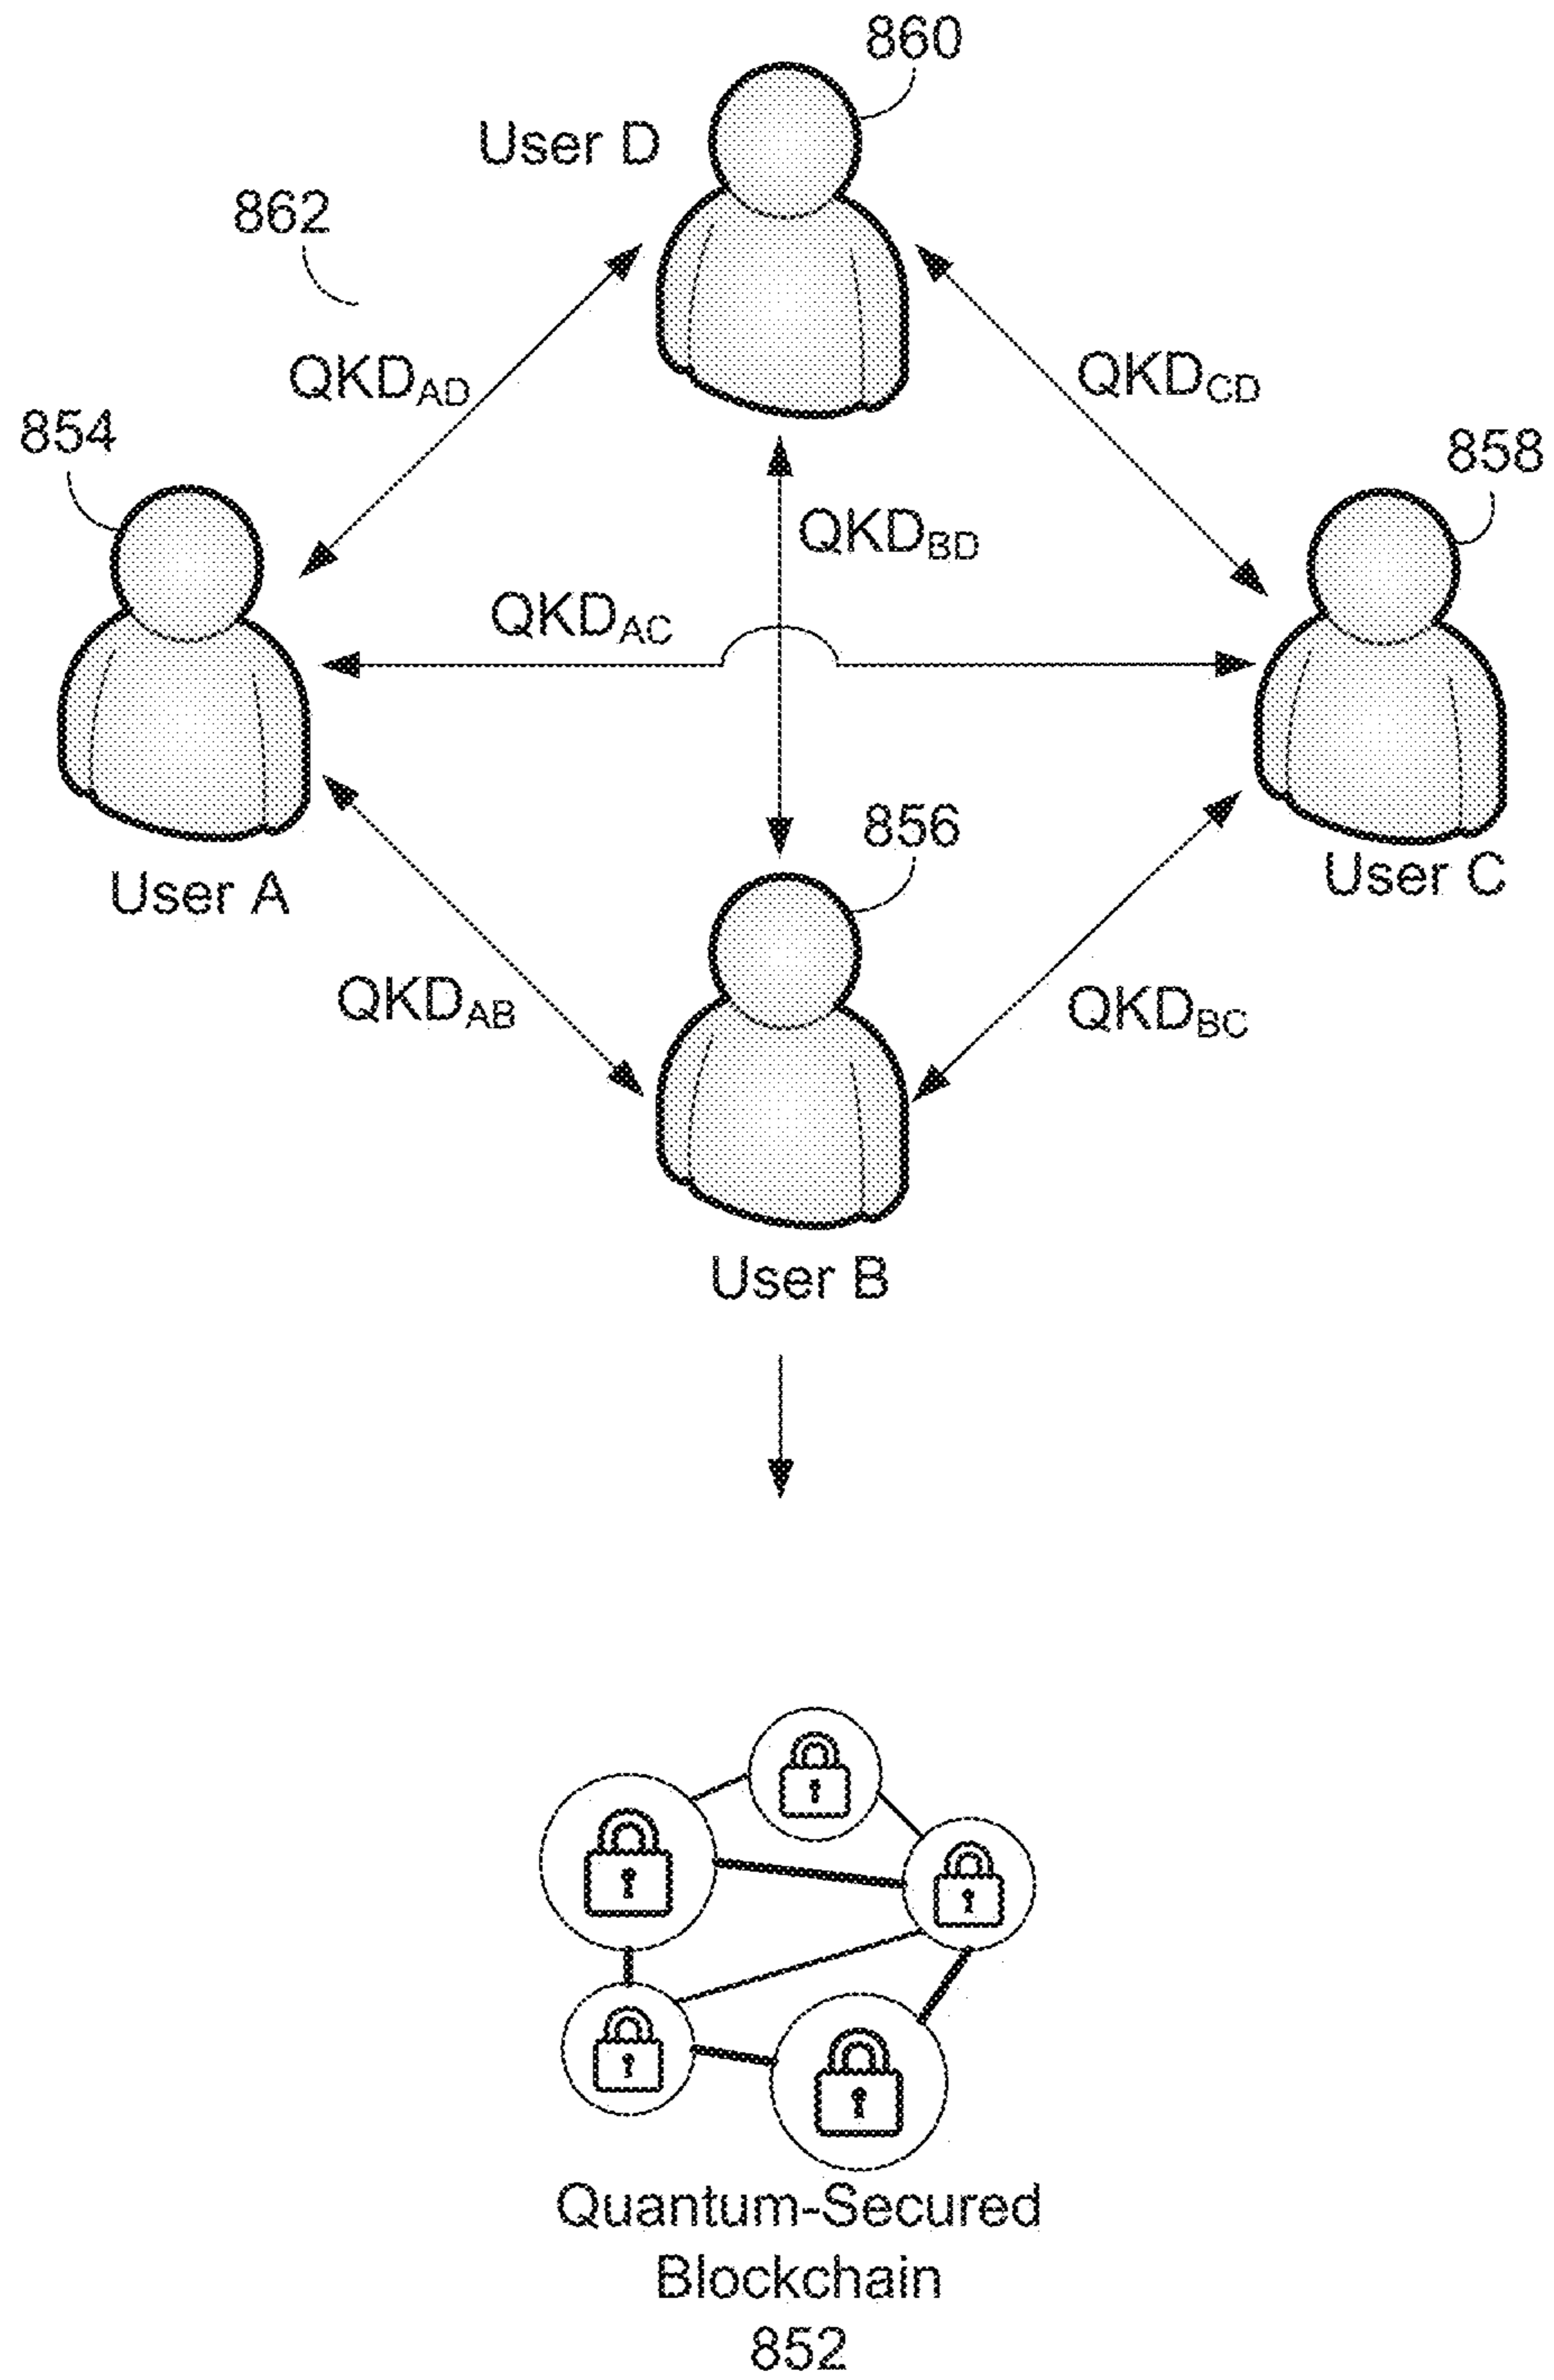 860
User D
862
QKDAD
QKDCD
854
858
QKDBD
QKDAC
856
User A
User C
QKDAB
QKDBC
User B
Quantum-Secured
Blockchain
852